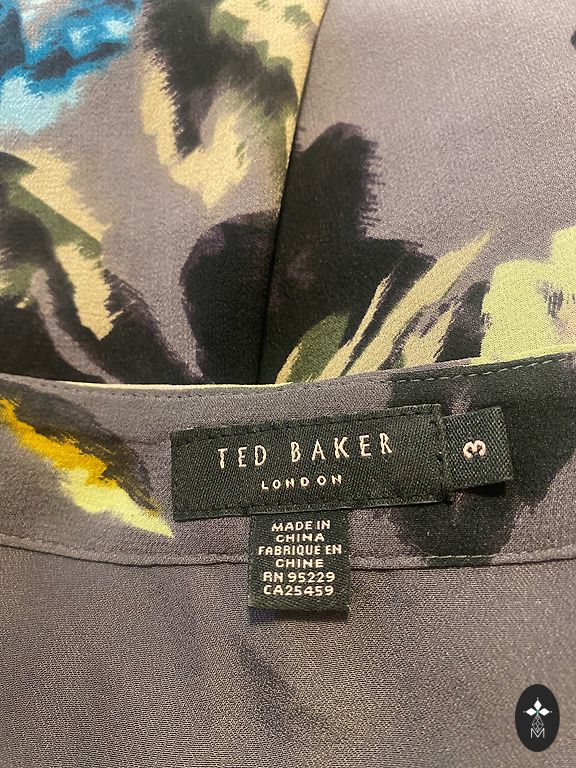 TED BAKER
LONDON
3
MADE IN
CHINA
FABRIQUE EN
CHINE
RN 95229
CA25459
M